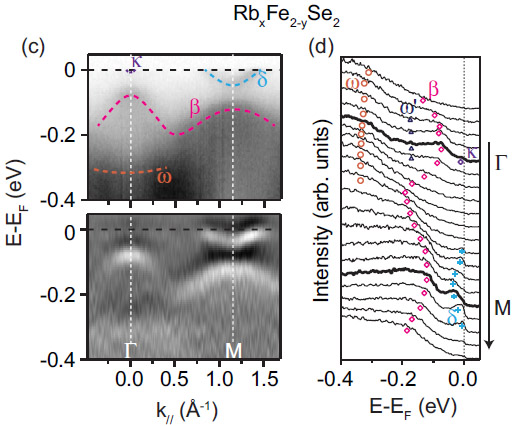 RbxFe2-ySe2
(c)
(d)
κ
δ
β
ω
0
-0.2
-0.4
E-EF (eV)
0
-0.2
-0.4
Γ
M
0.0
0.5
1.0
1.5
k// (Å-1)
ω
β
ω'
κ
Γ
M
δ
Intensity (arb. units)
-0.4
-0.2
0.0
E-EF (eV)